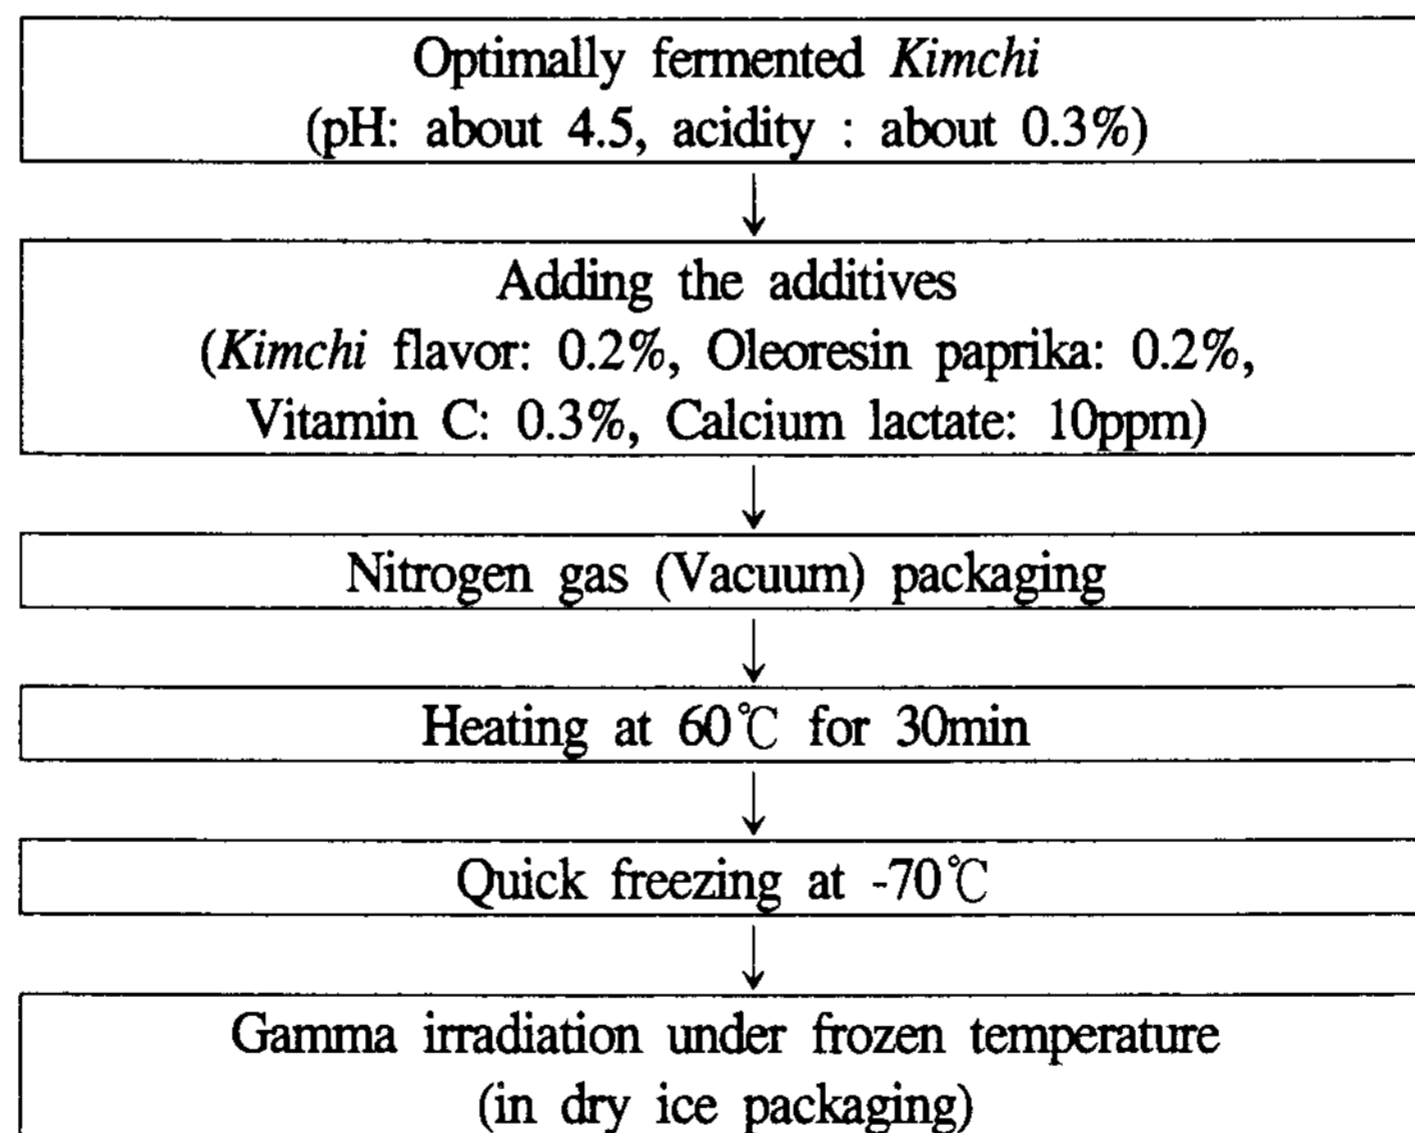 Optimally fermented Kimchi
(pH: about 4.5, acidity : about 0.3%)
Adding the additives
(Kimchi flavor: 0.2%, Oleoresin paprika: 0.2%,
Vitamin C: 0.3%, Calcium lactate: 10ppm)
Nitrogen gas (Vacuum) packaging
Heating at 60℃ for 30min
Quick freezing at -70℃
Gamma irradiation under frozen temperature
(in dry ice packaging)